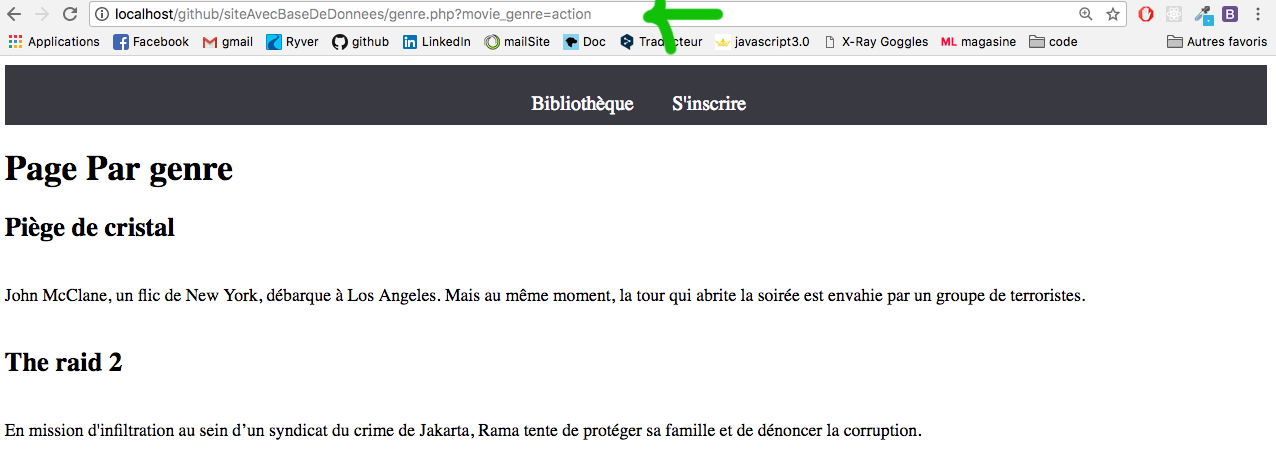 localhost/github/siteAvecBaseDeDonnees/genre.php?movie_genre=action
Applications Facebook gmail Ryver github LinkedIn mailSite Doc Traducteur javascript3.0 X-Ray Goggles ML magasine code Autres favoris
Bibliothèque S'inscrire
Page Par genre
Piège de cristal
John McClane, un flic de New York, débarque à Los Angeles. Mais au même moment, la tour qui abrite la soirée est envahie par un groupe de terroristes.
The raid 2
En mission d'infiltration au sein d’un syndicat du crime de Jakarta, Rama tente de protéger sa famille et de dénoncer la corruption.